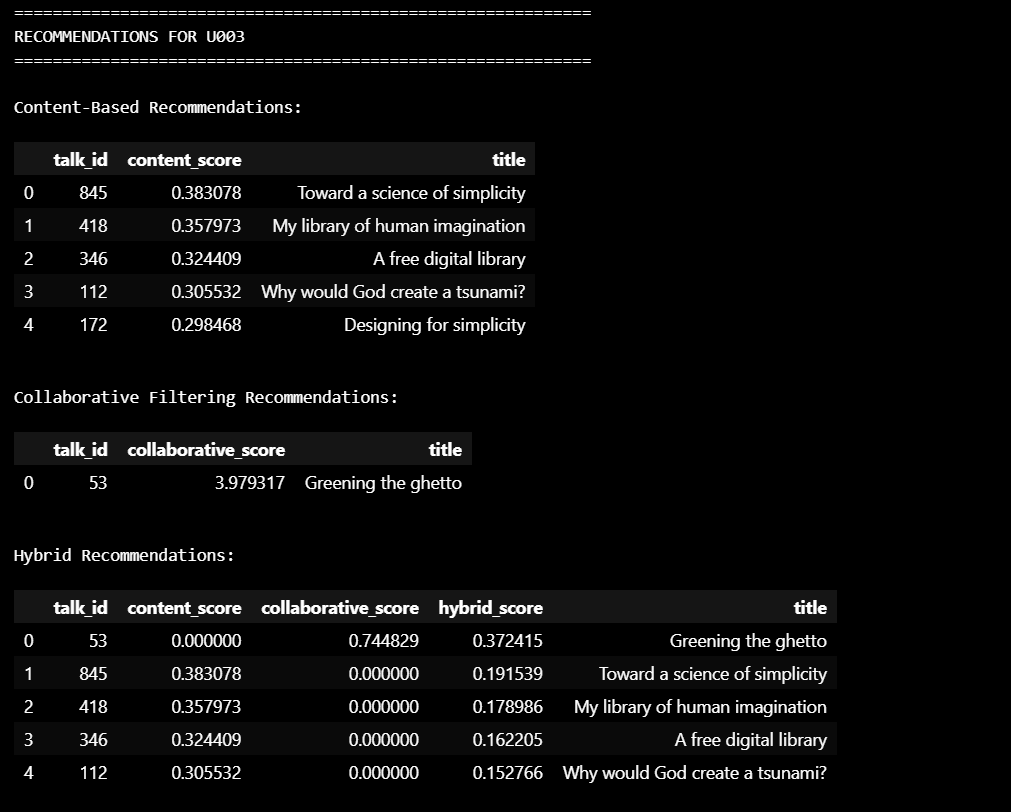 ============================================================
RECOMMENDATIONS FOR U003
============================================================
Content-Based Recommendations:
talk_id content_score title
0 845 0.383078 Toward a science of simplicity
1 418 0.357973 My library of human imagination
2 346 0.324409 A free digital library
3 112 0.305532 Why would God create a tsunami?
4 172 0.298468 Designing for simplicity
Collaborative Filtering Recommendations:
talk_id collaborative_score title
0 53 3.979317 Greening the ghetto
Hybrid Recommendations:
talk_id content_score collaborative_score hybrid_score title
0 53 0.000000 0.744829 0.372415 Greening the ghetto
1 845 0.383078 0.000000 0.191539 Toward a science of simplicity
2 418 0.357973 0.000000 0.178986 My library of human imagination
3 346 0.324409 0.000000 0.162205 A free digital library
4 112 0.305532 0.000000 0.152766 Why would God create a tsunami?